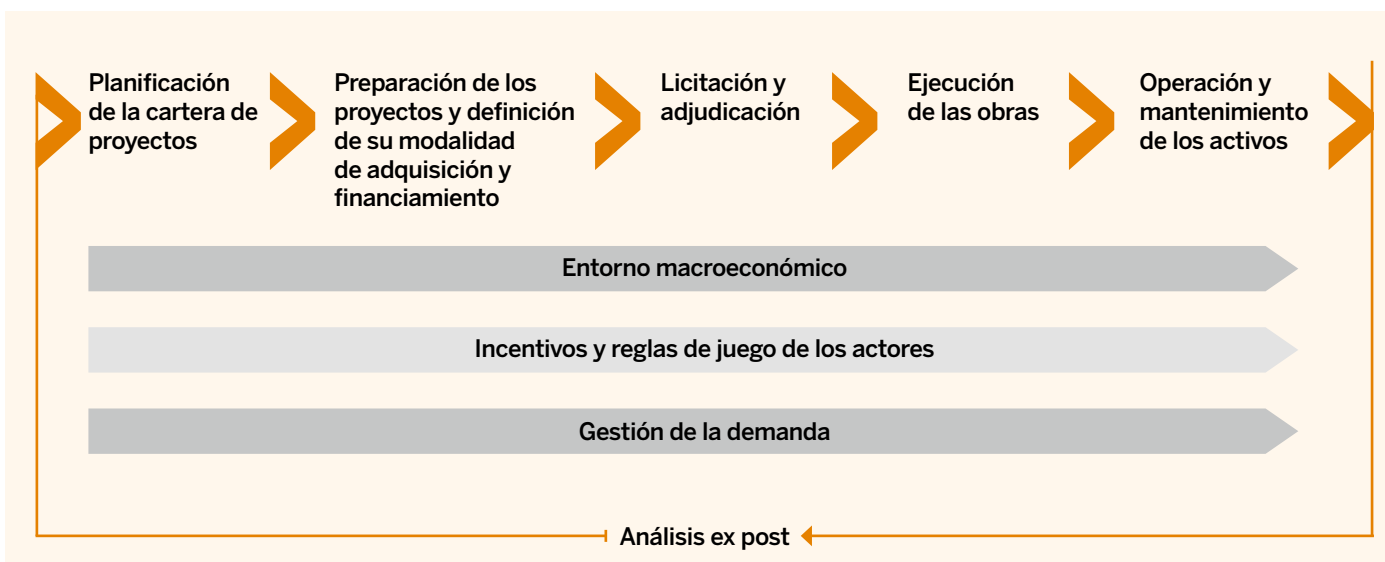 Planificación
de la cartera de
proyectos
Preparación de los
proyectos y definición
de su modalidad
de adquisición y
financiamiento
Licitación y
adjudicación
Ejecución
de las obras
Operación y
mantenimiento
de los activos
Entorno macroeconómico
Incentivos y reglas de juego de los actores
Gestión de la demanda
Análisis ex post